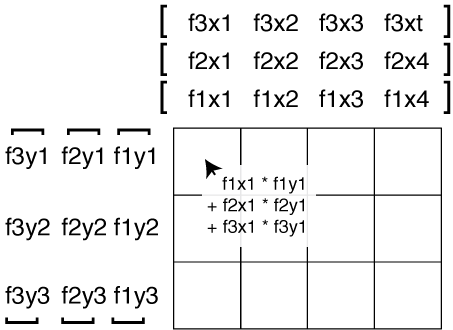 [ f3x1 f3x2 f3x3 f3xt ]
[ f2x1 f2x2 f2x3 f2x4 ]
[ f1x1 f1x2 f1x3 f1x4 ]
f3y1 f2y1 f1y1
f1x1 * f1y1
+ f2x1 * f2y1
+ f3x1 * f3y1
f3y2 f2y2 f1y2
f3y3 f2y3 f1y3